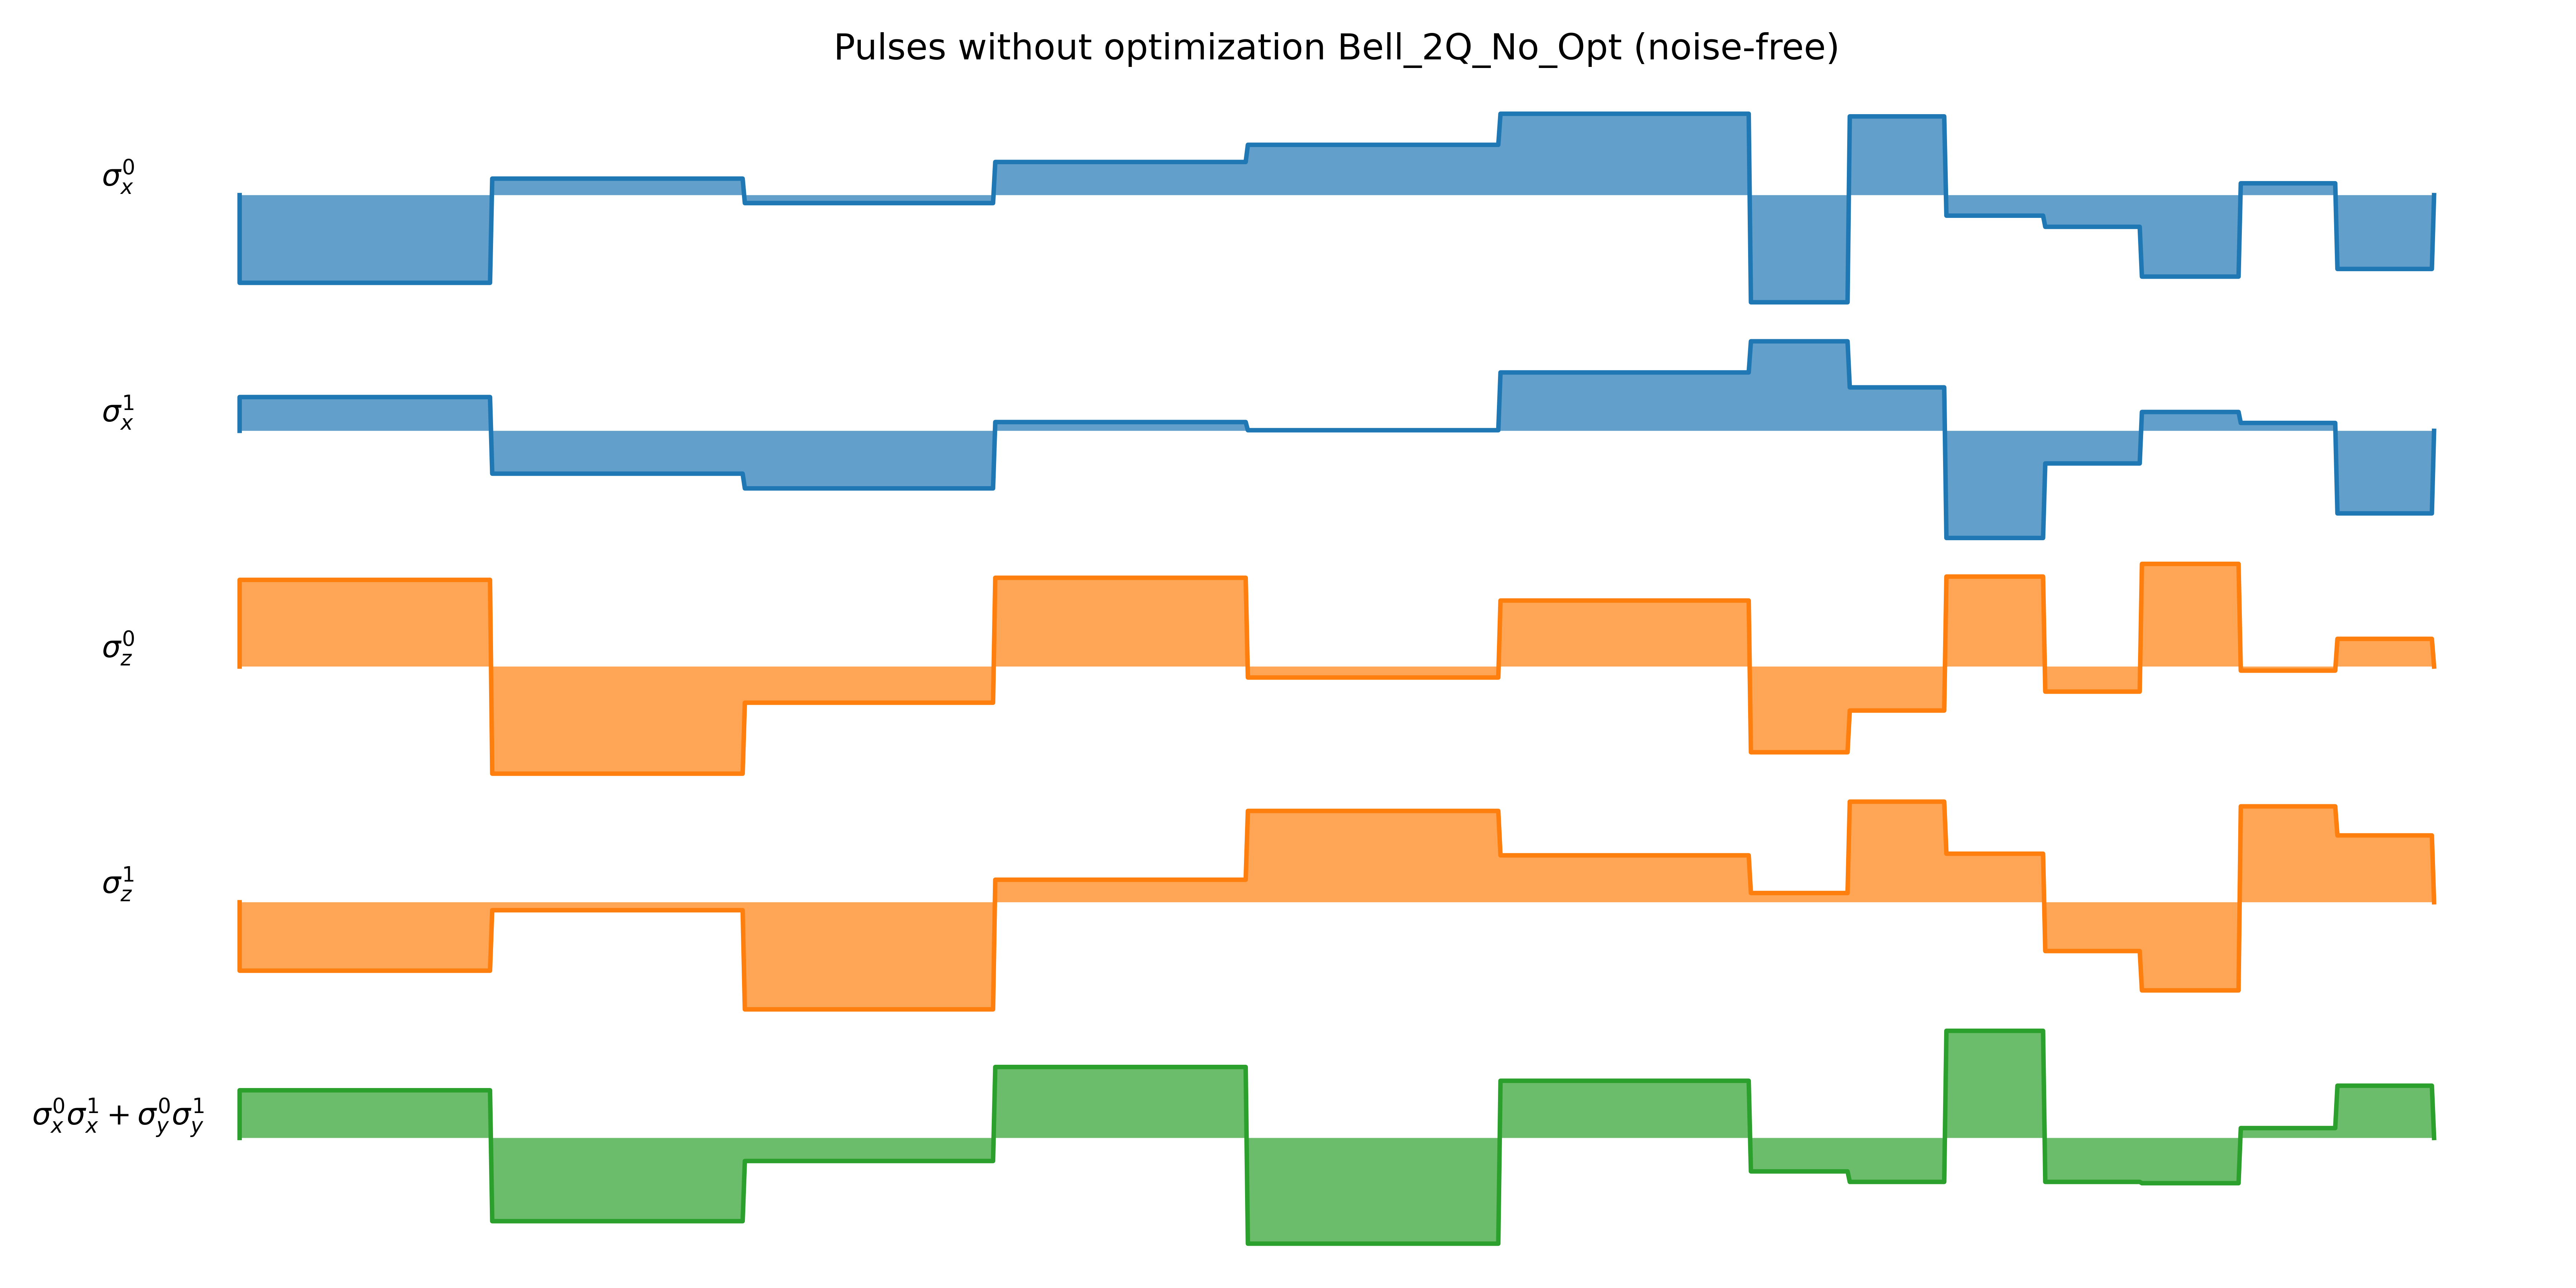 Pulses without optimization Bell_2Q_No_Opt (noise-free)
σ_x^0
σ_x^1
σ_z^0
σ_z^1
σ_x^0σ_x^1 + σ_y^0σ_y^1